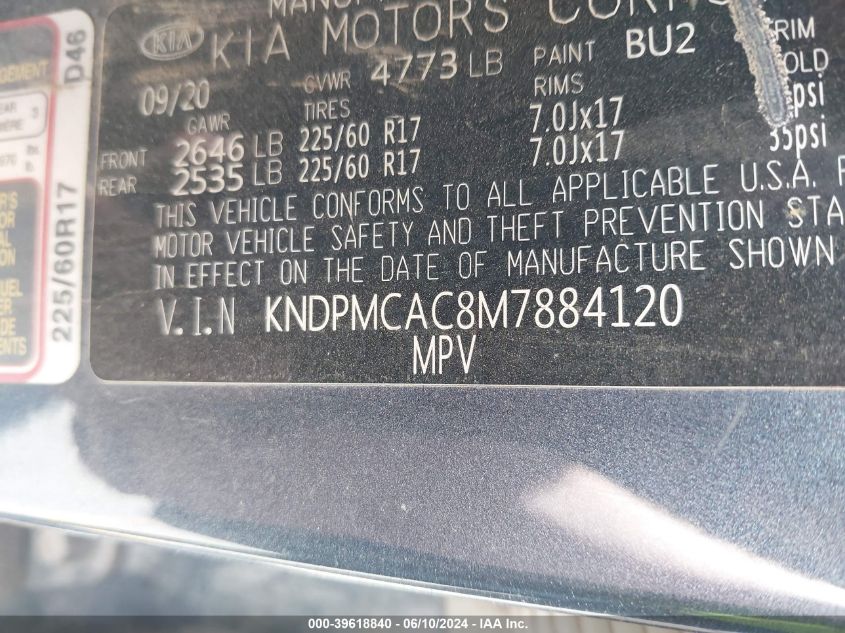 KIA KIA MOTORS
09/20 GVWR 4773 LB PAINT BU2
GAWR TIRES RIMS
FRONT 2646 LB 225/60 R17 7.0Jx17 psi
REAR 2535 LB 225/60 R17 7.0Jx17 35psi
THIS VEHICLE CONFORMS TO ALL APPLICABLE U.S.A.
MOTOR VEHICLE SAFETY AND THEFT PREVENTION STA
IN EFFECT ON THE DATE OF MANUFACTURE SHOWN
V.I.N KNDPMCAC8M7884120
MPV
D46
225/60R17
000-39618840 - 06/10/2024 - IAA Inc.